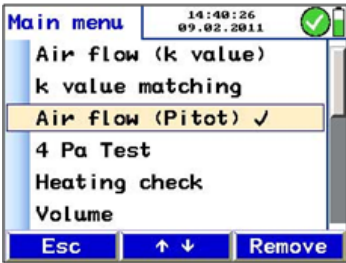 Main menu
14:40:26
09.02.2011
Air flow (k value)
k value matching
Air flow (Pitot) ✓
4 Pa Test
Heating check
Volume
Esc
↑ ↓
Remove